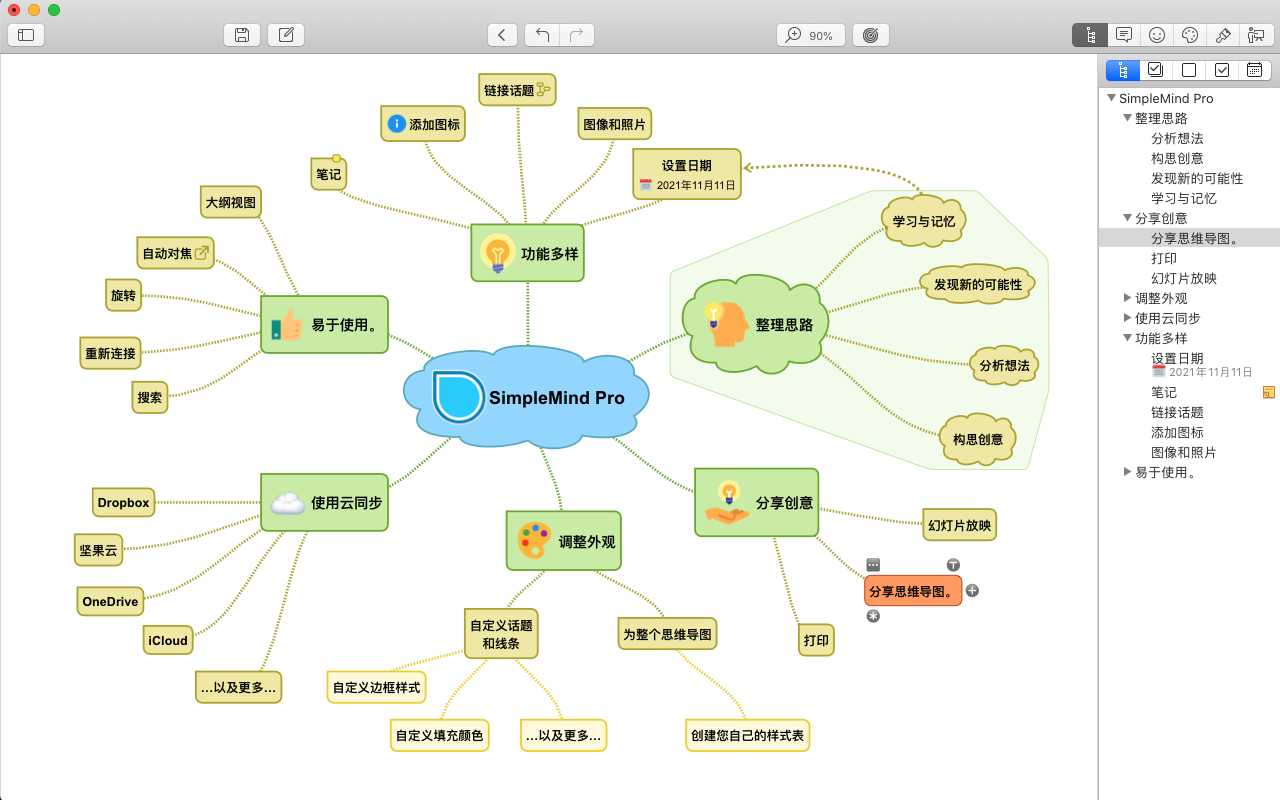 90%
链接话题
添加图标
图像和照片
笔记
设置日期
2021年11月11日
大纲视图
学习与记忆
自动对焦
功能多样
发现新的可能性
旋转
易于使用。
整理思路
重新连接
分析想法
搜索
SimpleMind Pro
构思创意
Dropbox
使用云同步
分享创意
坚果云
调整外观
幻灯片放映
OneDrive
分享思维导图。
iCloud
自定义话题
和线条
为整个思维导图
打印
...以及更多...
自定义边框样式
自定义填充颜色
...以及更多...
创建您自己的样式表
SimpleMind Pro
整理思路
分析想法
构思创意
发现新的可能性
学习与记忆
分享创意
分享思维导图。
打印
幻灯片放映
调整外观
使用云同步
功能多样
设置日期
2021年11月11日
笔记
链接话题
添加图标
图像和照片
易于使用。